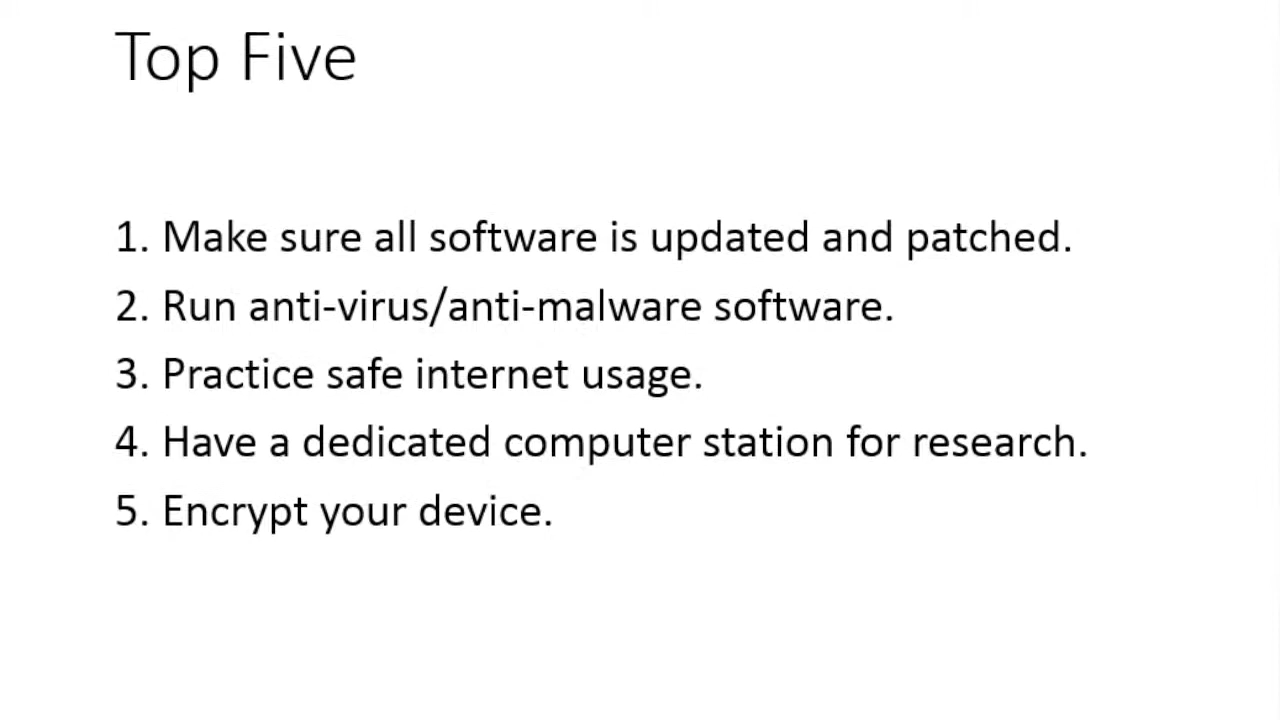 Top Five
1. Make sure all software is updated and patched.
2. Run anti-virus/anti-malware software.
3. Practice safe internet usage.
4. Have a dedicated computer station for research.
5. Encrypt your device.